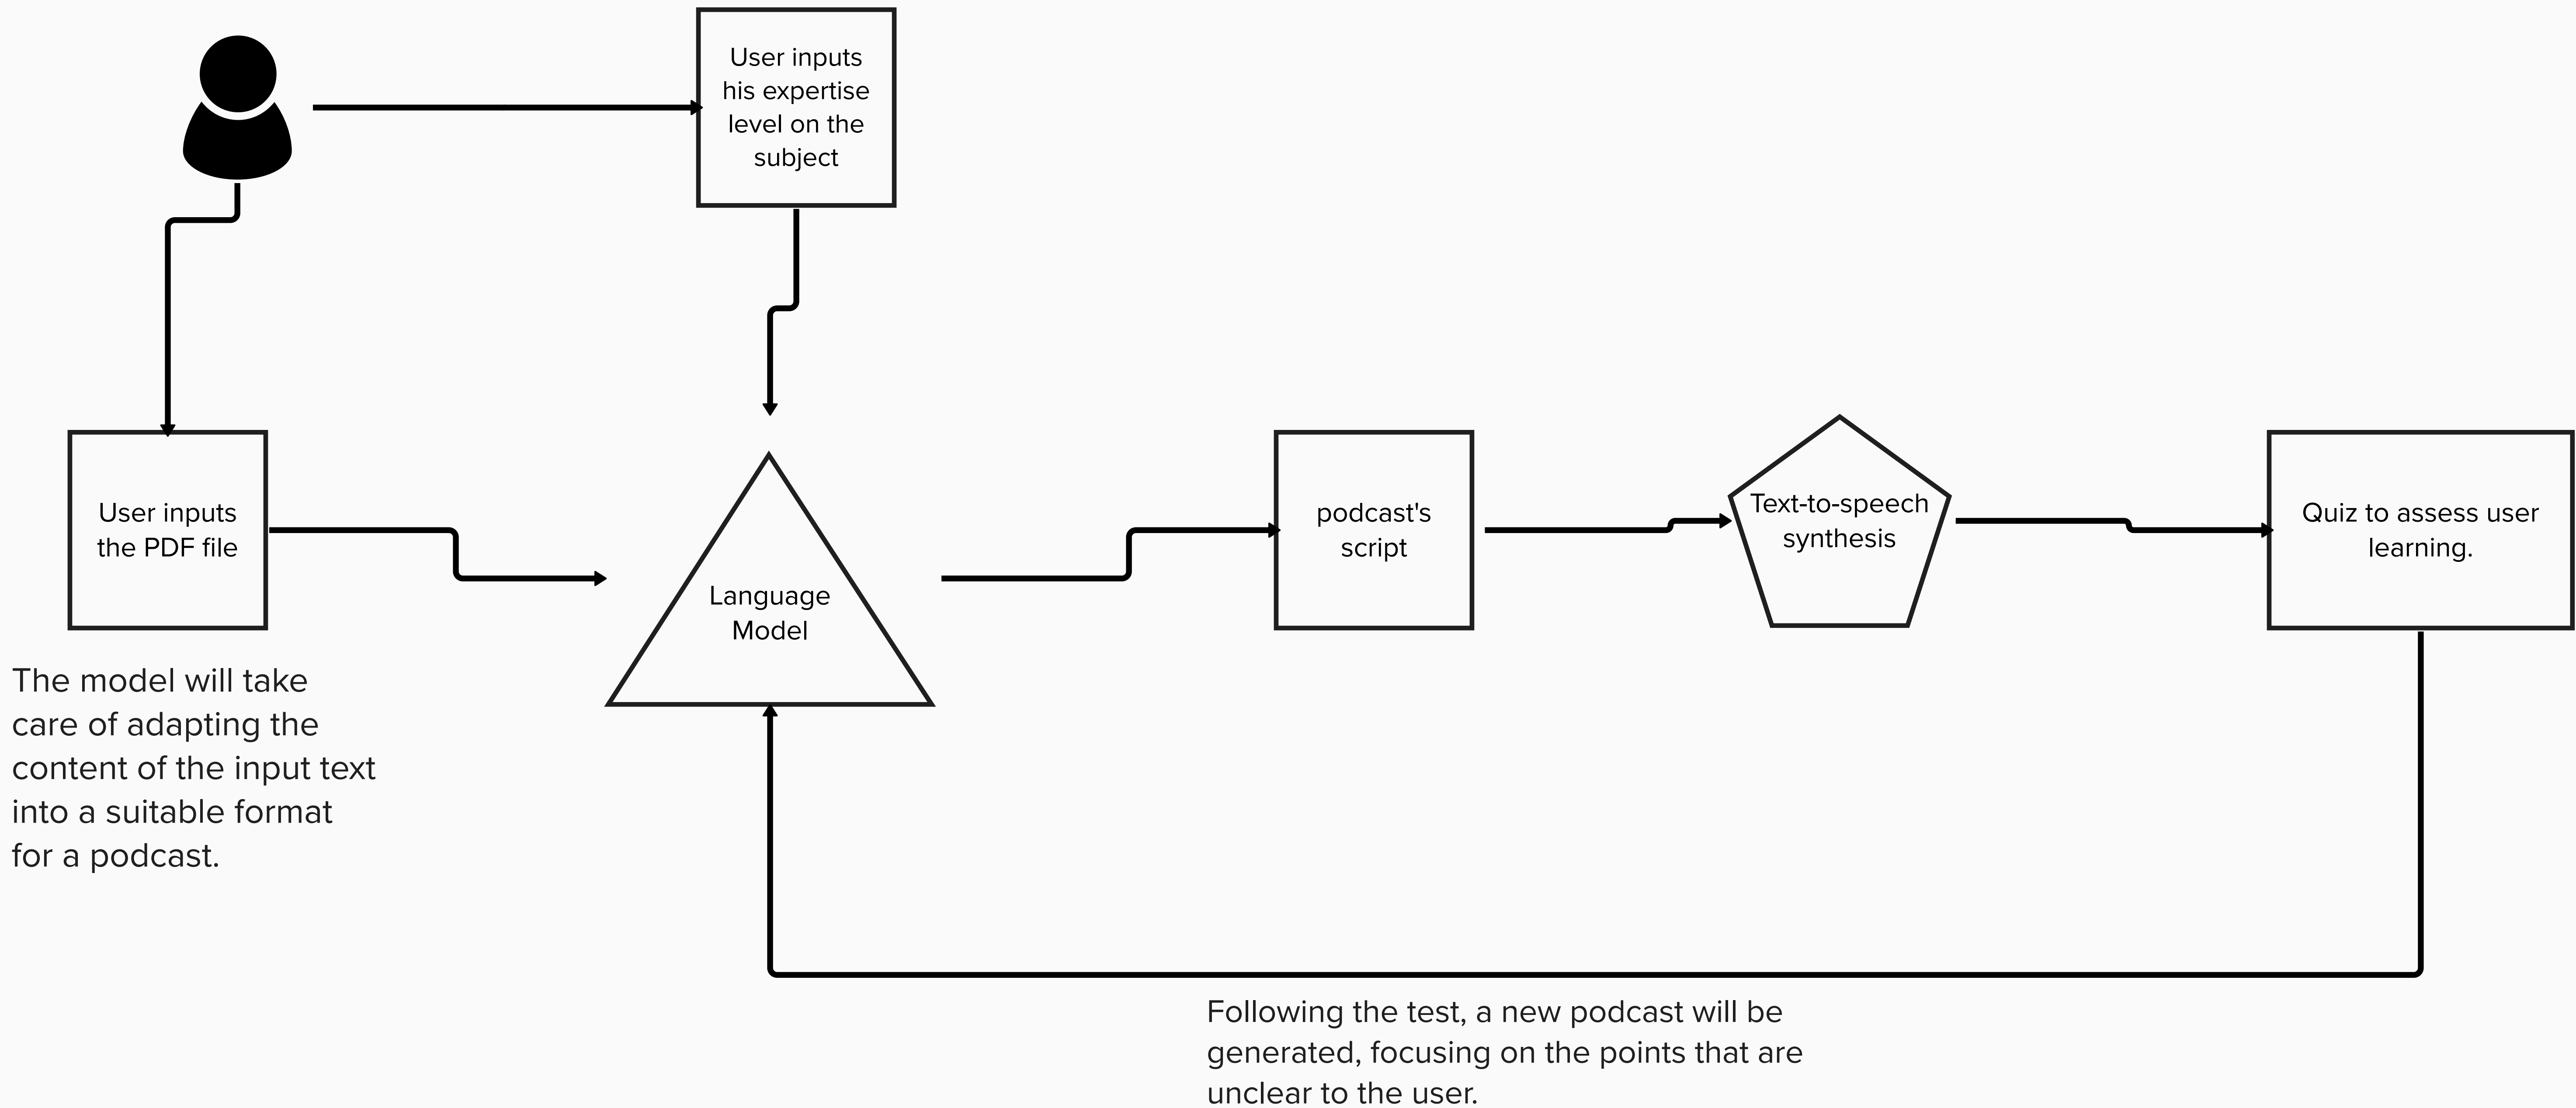 User inputs
his expertise
level on the
subject
User inputs
the PDF file
Language
Model
podcast's
script
Text-to-speech
synthesis
Quiz to assess user
learning.
The model will take
care of adapting the
content of the input text
into a suitable format
for a podcast.
Following the test, a new podcast will be
generated, focusing on the points that are
unclear to the user.